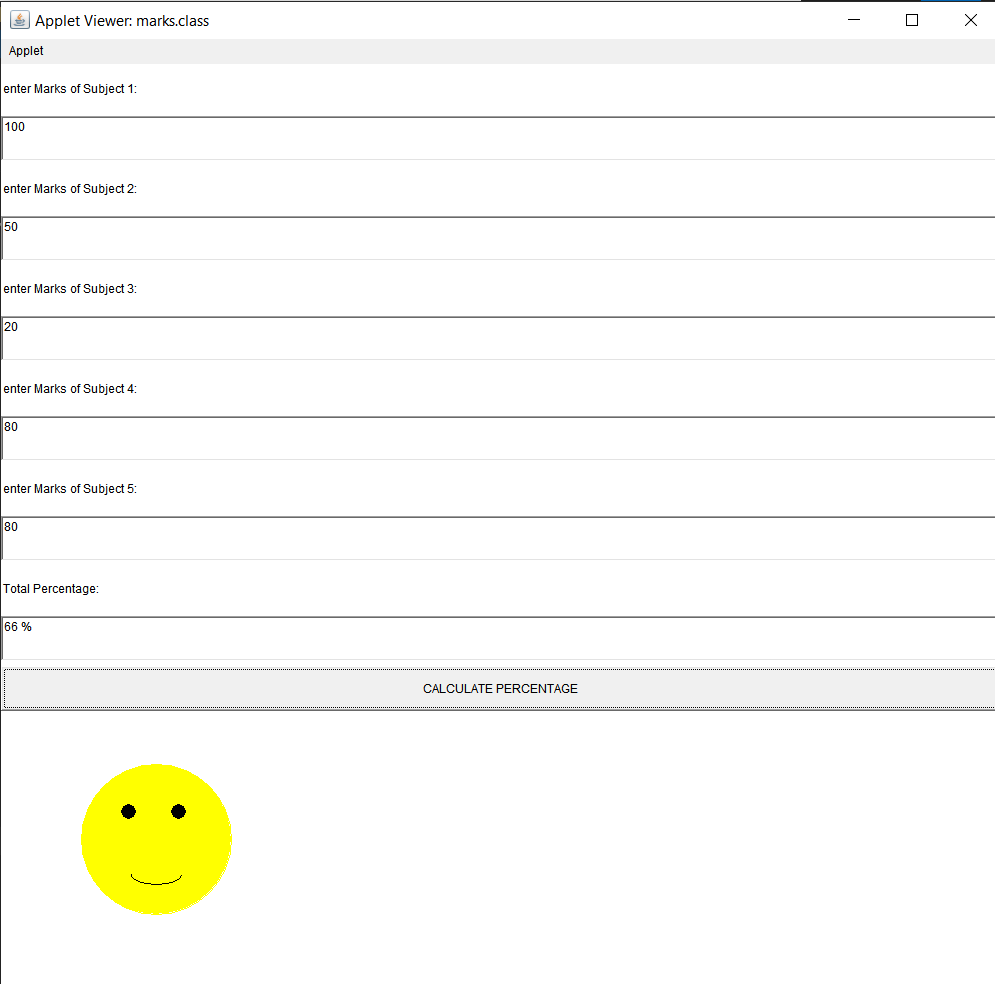 Applet Viewer: marks.class
Applet
enter Marks of Subject 1:
100
enter Marks of Subject 2:
50
enter Marks of Subject 3:
20
enter Marks of Subject 4:
80
enter Marks of Subject 5:
80
Total Percentage:
66 %
CALCULATE PERCENTAGE